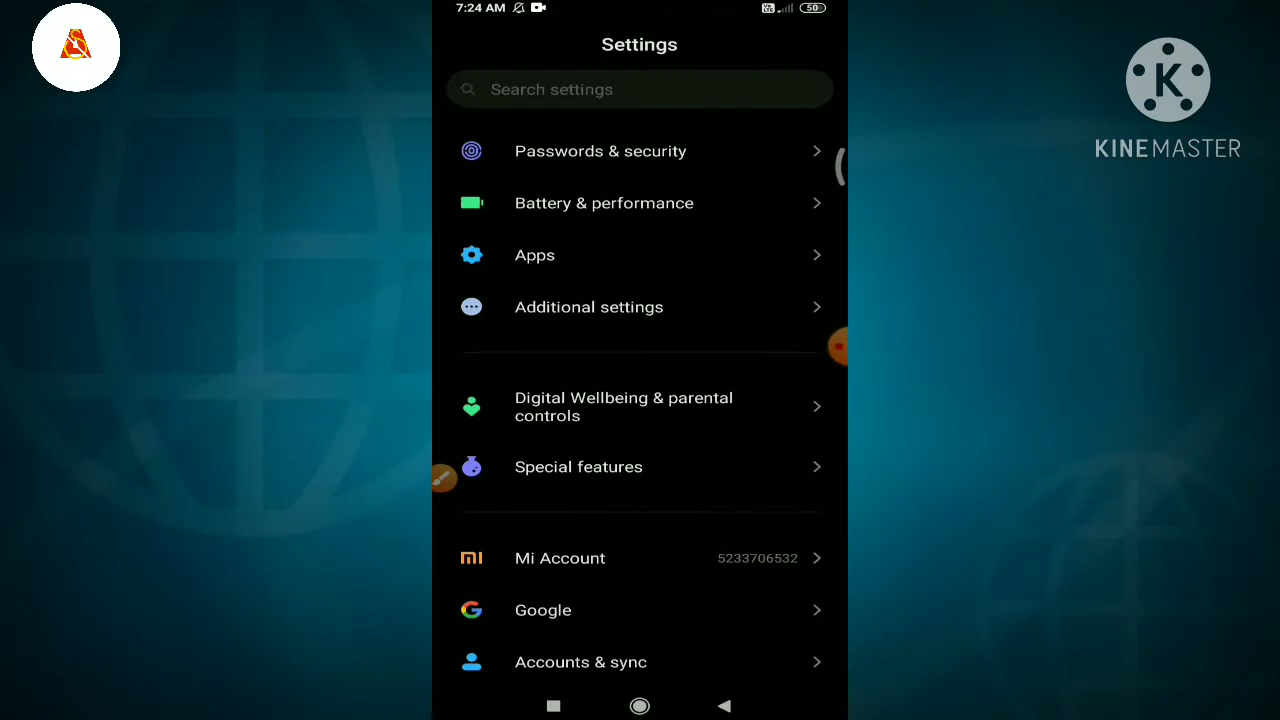 7:24 AM
50
Settings
Search settings
Passwords & security
Battery & performance
Apps
Additional settings
Digital Wellbeing & parental
controls
Special features
Mi Account 5233706532
Google
Accounts & sync
K
KINEMASTER